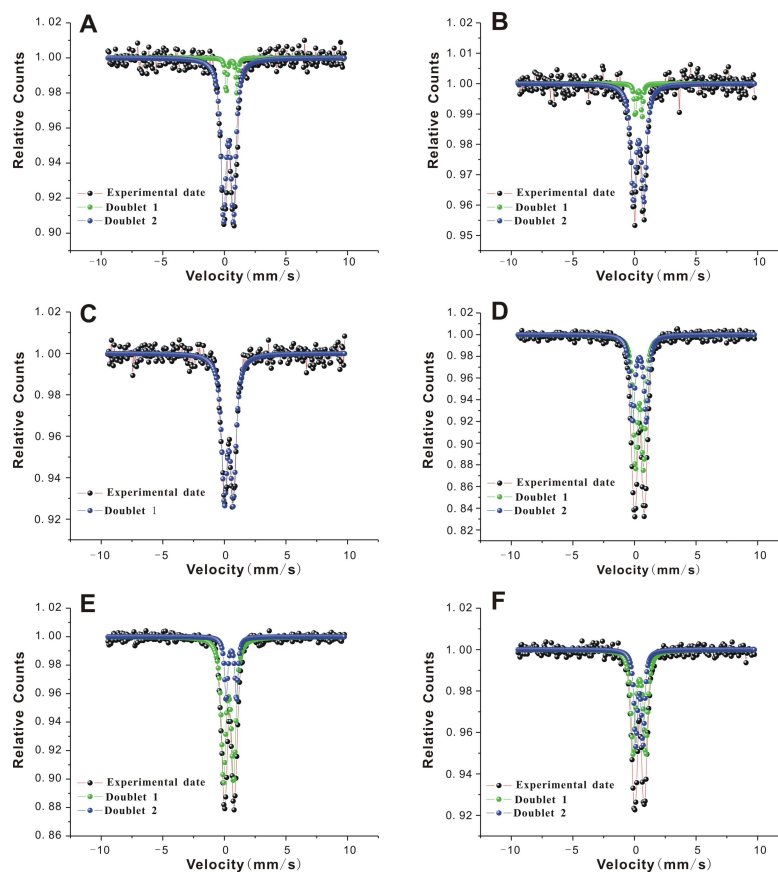 A
1.02
1.00
0.98
0.96
0.94
0.92
0.90
Relative Counts
Experimental date
Doublet 1
Doublet 2
−10
−5
0
5
10
Velocity(mm/s)
B
1.02
1.01
1.00
0.99
0.98
0.97
0.96
0.95
Relative Counts
Experimental date
Doublet 1
Doublet 2
−10
−5
0
5
10
Velocity(mm/s)
C
1.02
1.00
0.98
0.96
0.94
0.92
Relative Counts
Experimental date
Doublet 1
−10
−5
0
5
10
Velocity(mm/s)
D
1.02
1.00
0.98
0.96
0.94
0.92
0.90
0.88
0.86
0.84
0.82
Relative Counts
Experimental date
Doublet 1
Doublet 2
−10
−5
0
5
10
Velocity(mm/s)
E
1.02
1.00
0.98
0.96
0.94
0.92
0.90
0.88
0.86
Relative Counts
Experimental date
Doublet 1
Doublet 2
−10
−5
0
5
10
Velocity(mm/s)
F
1.02
1.00
0.98
0.96
0.94
0.92
Relative Counts
Experimental date
Doublet 1
Doublet 2
−10
−5
0
5
10
Velocity(mm/s)